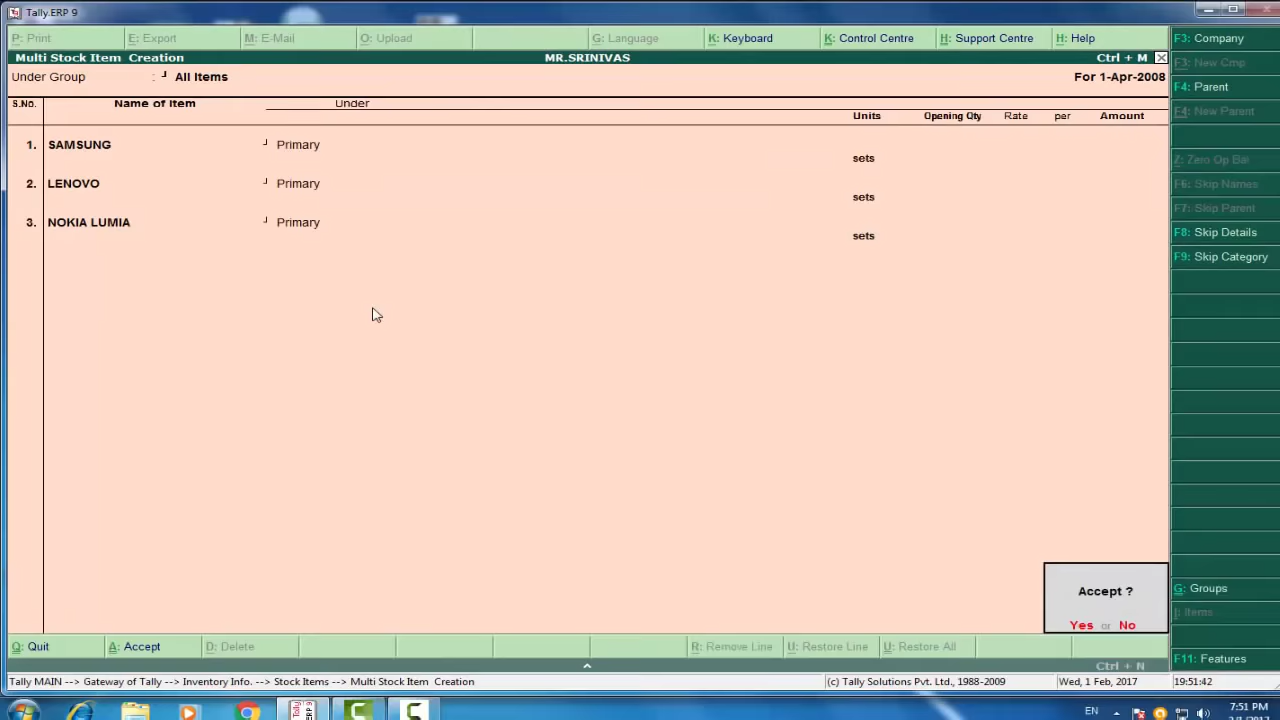 Tally.ERP 9
P: Print E: Export M: E-Mail O: Upload G: Language K: Keyboard K: Control Centre H: Support Centre H: Help
F3: Company
Multi Stock Item Creation MR.SRINIVAS Ctrl + M
F3: New Cmp
Under Group : ┘ All Items For 1-Apr-2008
F4: Parent
S.No. Name of Item Under
F4: New Parent
Units Opening Qty Rate per Amount
1. SAMSUNG ┘ Primary
sets
Z: Zero Op Bal
2. LENOVO ┘ Primary
F6: Skip Names
sets
F7: Skip Parent
3. NOKIA LUMIA ┘ Primary
sets
F8: Skip Details
F9: Skip Category
Accept ?
Yes or No
G: Groups
I: Items
Q: Quit A: Accept D: Delete R: Remove Line U: Restore Line U: Restore All
F11: Features
Ctrl + N
Tally MAIN --> Gateway of Tally --> Inventory Info. --> Stock Items --> Multi Stock Item Creation (c) Tally Solutions Pvt. Ltd., 1988-2009 Wed, 1 Feb, 2017 19:51:42
EN 7:51 PM